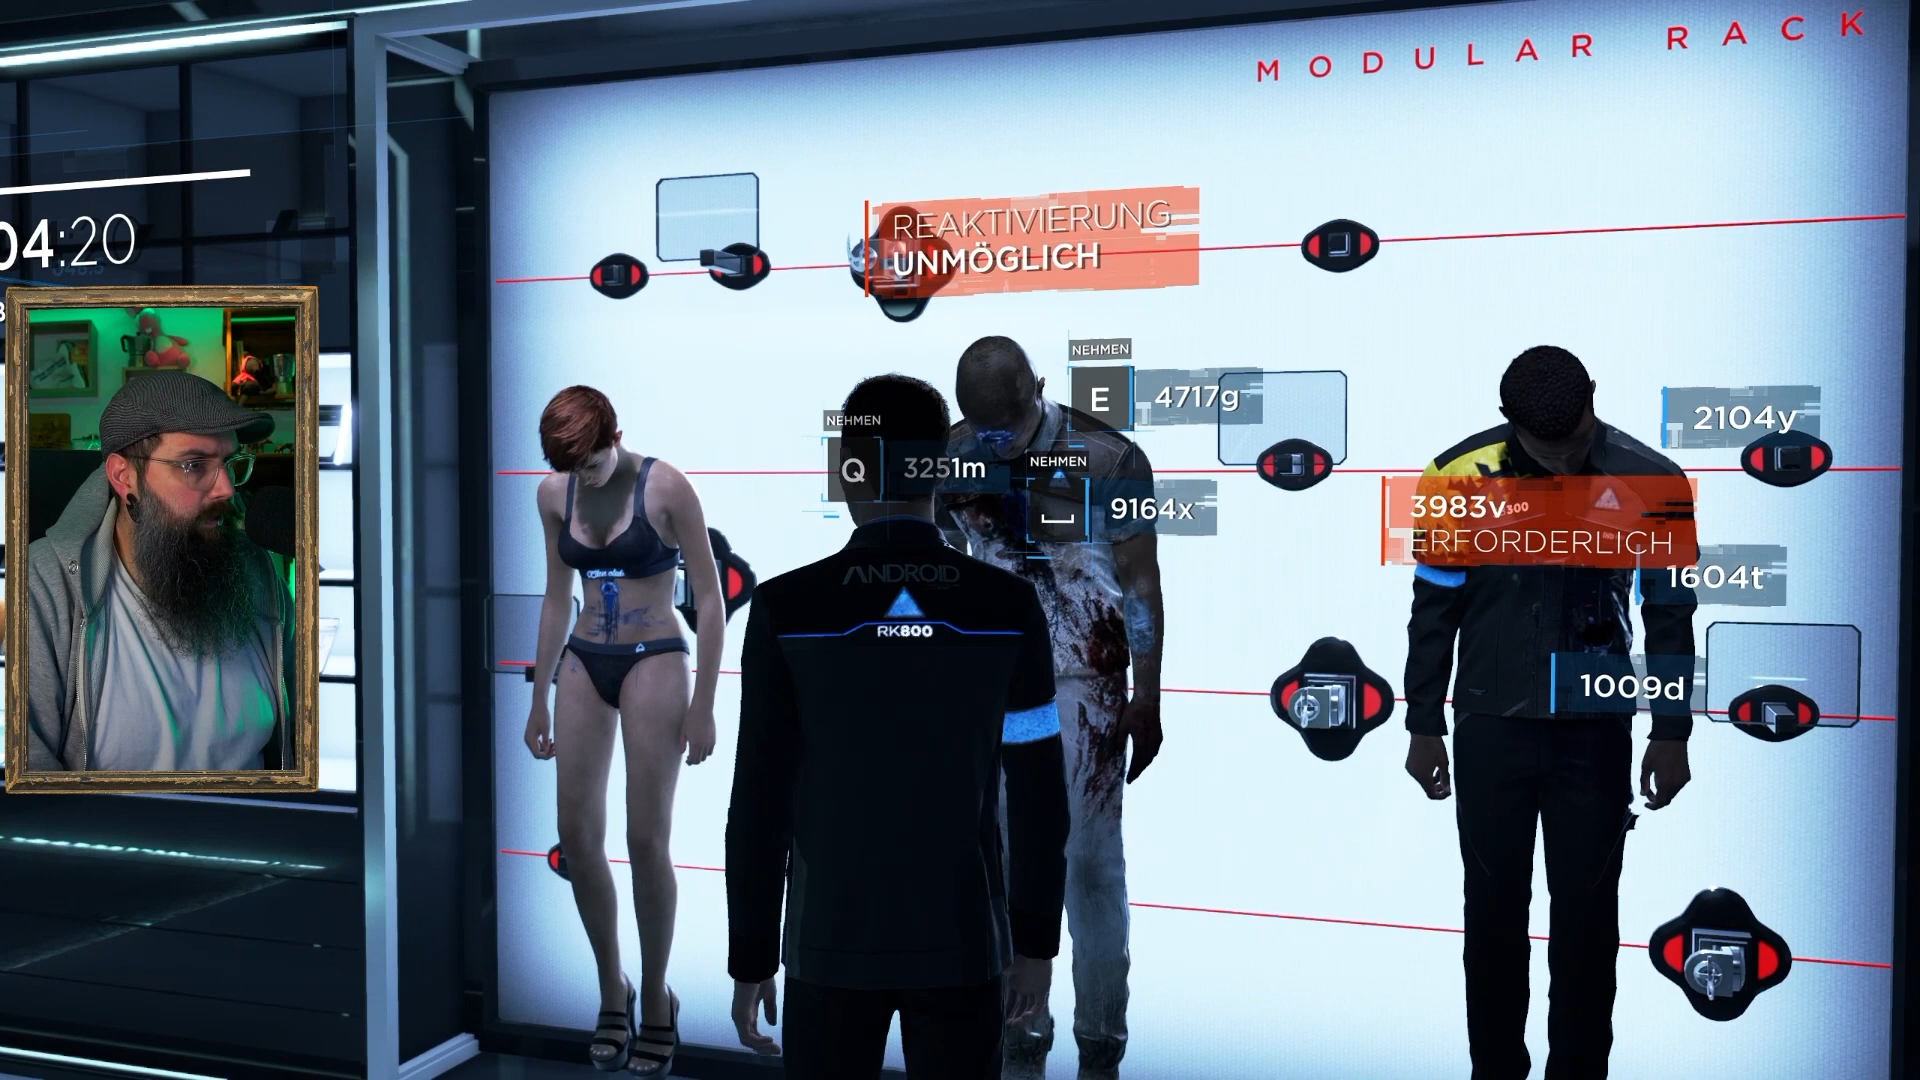 MODULAR RACK
04:20
REAKTIVIERUNG
UNMÖGLICH
NEHMEN
E
4717g
NEHMEN
Q
3251m
NEHMEN
9164x
2104y
3983v
ERFORDERLICH
1604t
1009d
ANDROID
RK800